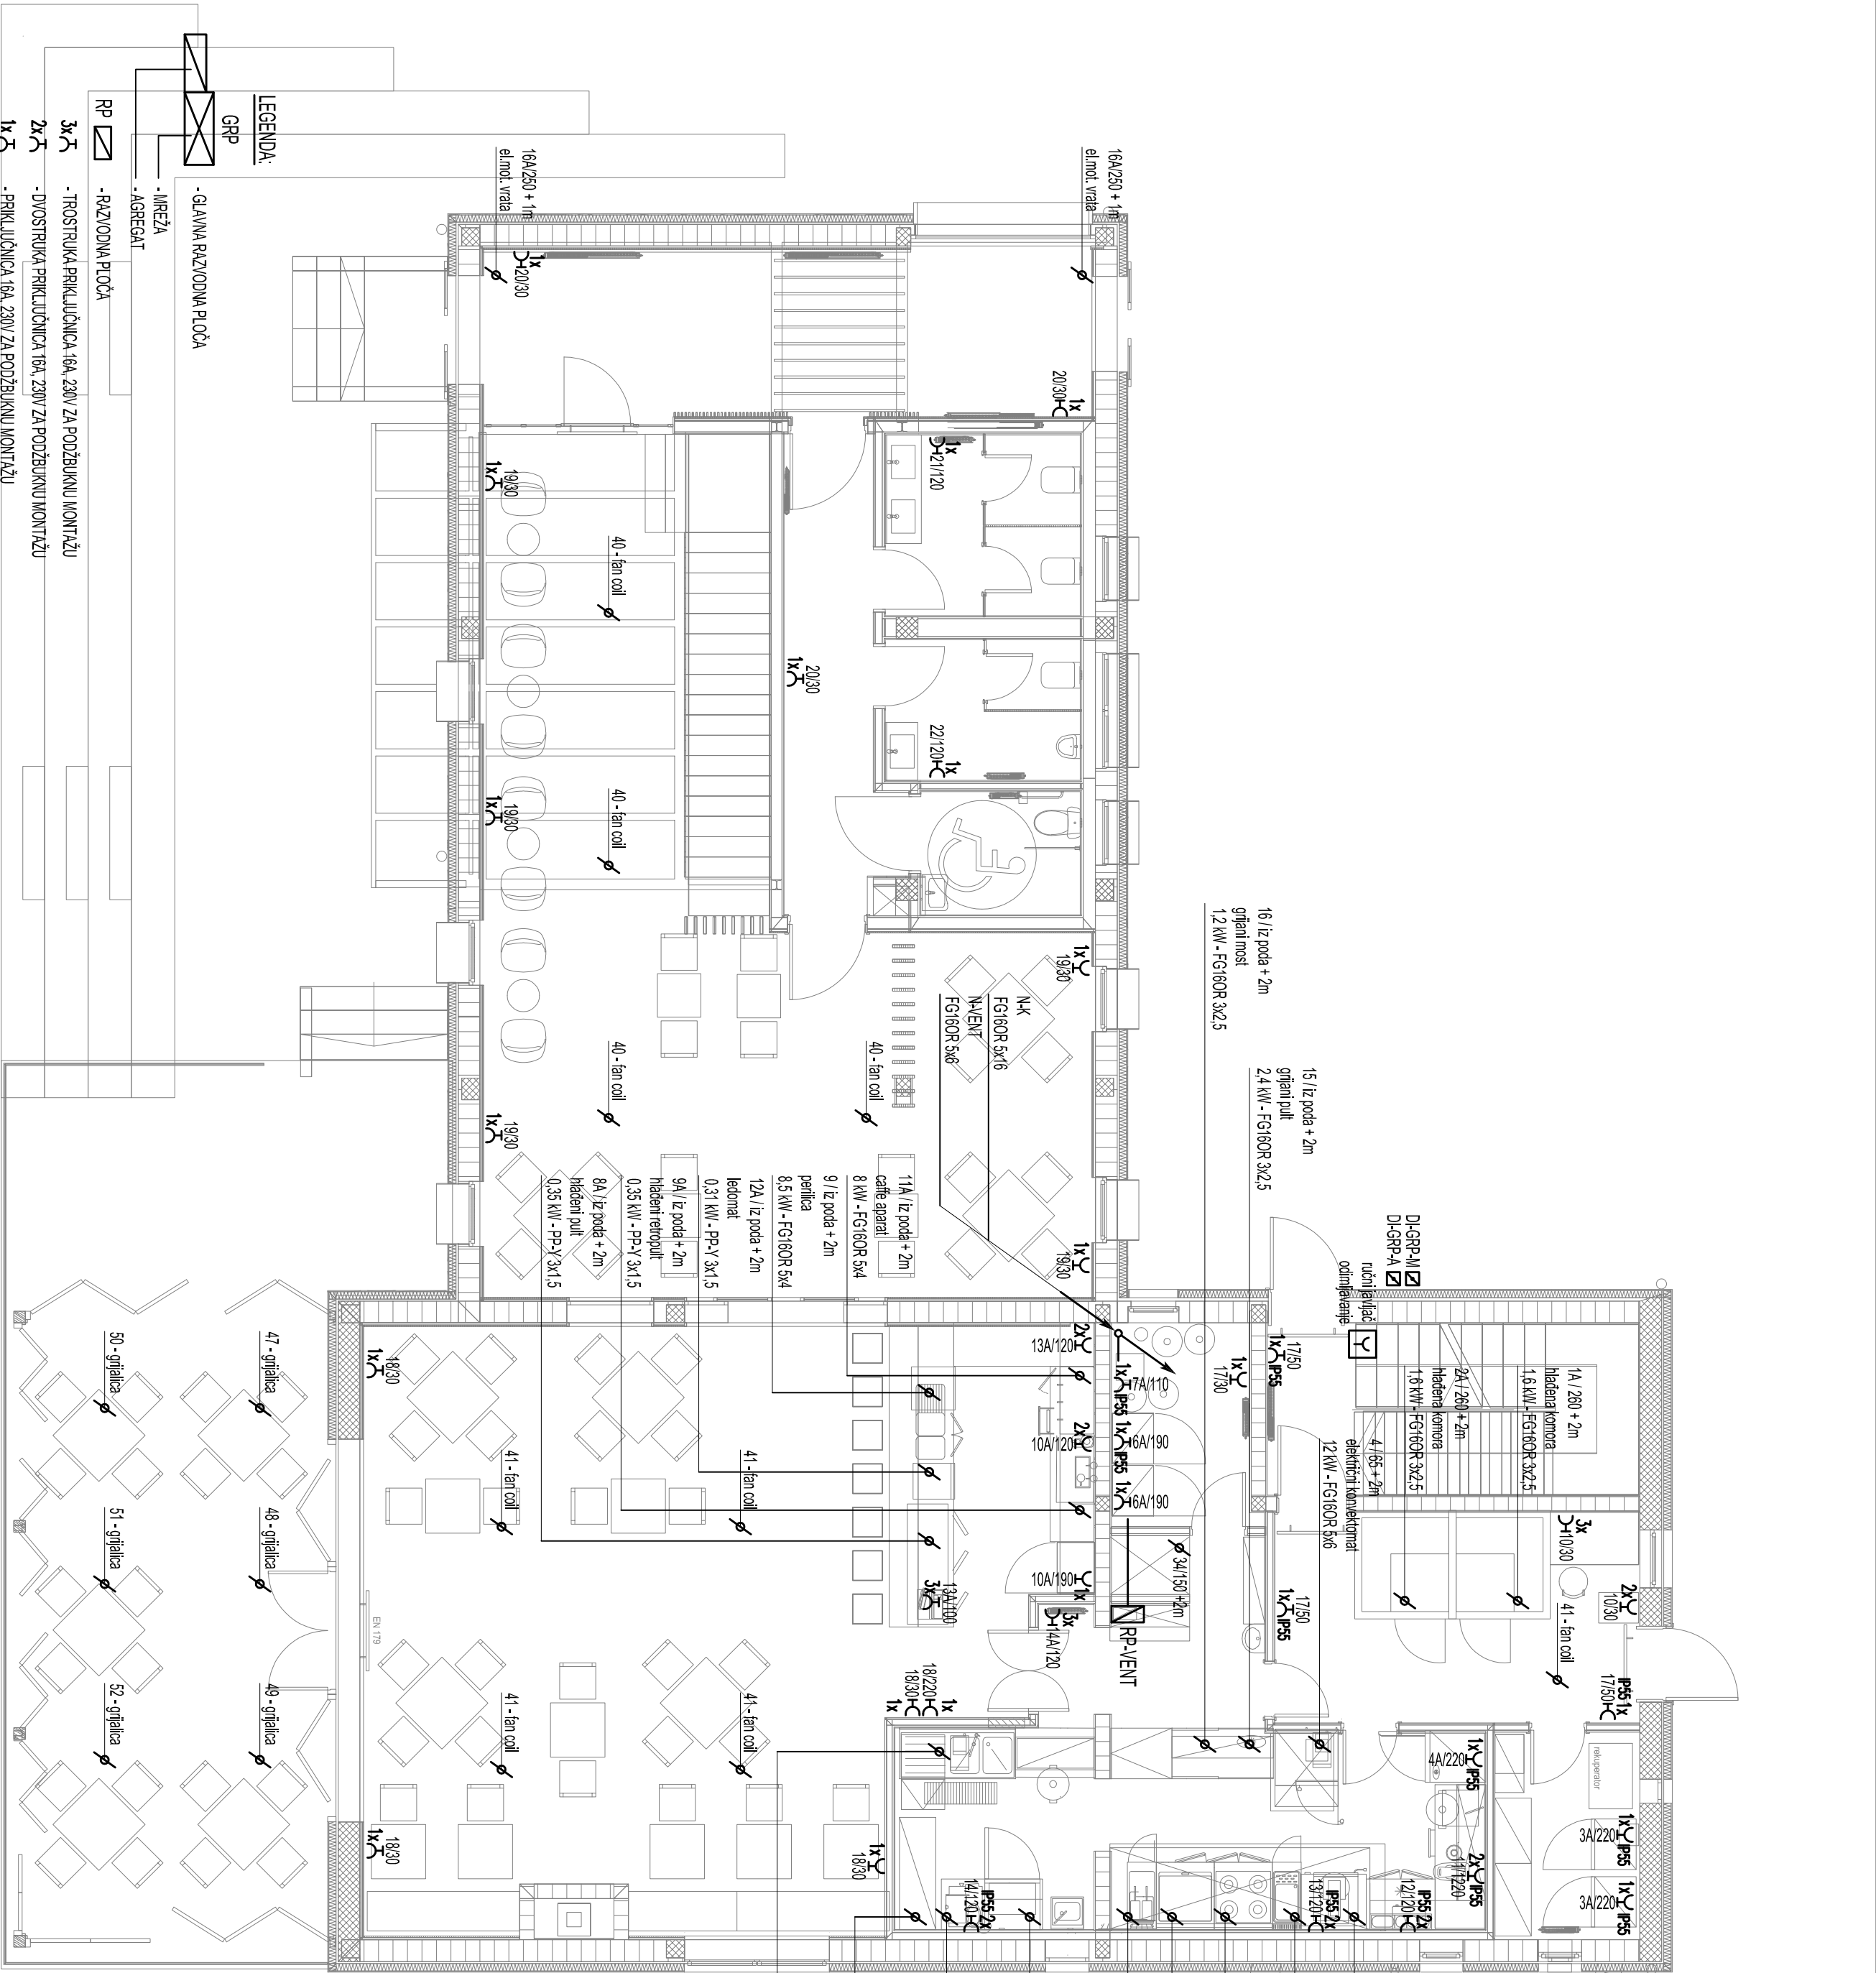 LEGENDA:
GRP
- GLAVNA RAZVODNA PLOČA
- MREŽA
- AGREGAT
RP
- RAZVODNA PLOČA
3x
- TROSTRUKA PRIKLJUČNICA 16A, 230V ZA PODŽBUKNU MONTAŽU
2x
- DVOSTRUKA PRIKLJUČNICA 16A, 230V ZA PODŽBUKNU MONTAŽU
1x
- PRIKLJUČNICA 16A, 230V ZA PODŽBUKNU MONTAŽU
16A/250 + 1m
el.mot. vrata
16A/250 + 1m
el.mot. vrata
1x
20/30
1x
20/30
1x
21/120
1x
20/30
1x
22/120
19/30
1x
19/30
1x
19/30
1x
1x
19/30
1x
19/30
40 - fan coil
40 - fan coil
40 - fan coil
40 - fan coil
N-K
FG16OR 5x16
N-VENT
FG16OR 5x6
16 / iz poda + 2m
grijani most
1,2 kW - FG16OR 3x2,5
15 / iz poda + 2m
grijani pult
2,4 kW - FG16OR 3x2,5
11A / iz poda + 2m
caffe aparat
8 kW - FG16OR 5x4
9 / iz poda + 2m
perilica
8,5 kW - FG16OR 5x4
12A / iz poda + 2m
ledomat
0,31 kW - PP-Y 3x1,5
9A / iz poda + 2m
hlađeni retropult
0,35 kW - PP-Y 3x1,5
8A / iz poda + 2m
hlađeni pult
0,35 kW - PP-Y 3x1,5
DI-GRP-M
DI-GRP-A
ručni javljač
odimljavanje
1A / 260 + 2m
hlađena komora
1,6 kW - FG16OR 3x2,5
2A / 260 + 2m
hlađena komora
1,6 kW - FG16OR 3x2,5
4 / 65 + 2m
električni konvektomat
12 kW - FG16OR 5x6
17/50
1x IP55
1x
17/30
2x
13A/120
1x IP55
7A/110
1x IP55
6A/190
1x IP55
6A/190
2x
10A/120
10A/190
1x
34/150 +2m
RP-VENT
3x
14A/120
13A/100
3x
17/50
1x IP55
3x
10/30
2x
10/30
41 - fan coil
IP55 1x
17/50
1x
18/220
18/30
1x
1x IP55
4A/220
2x IP55
11/1220
1x IP55
3A/220
1x IP55
3A/220
rekuperator
IP55 2x
14/120
IP55 2x
13/120
IP55 2x
12/120
18/30
1x
41 - fan coil
41 - fan coil
41 - fan coil
41 - fan coil
1x
18/30
18/30
1x
EN 179
47 - grijalica
48 - grijalica
49 - grijalica
50 - grijalica
51 - grijalica
52 - grijalica